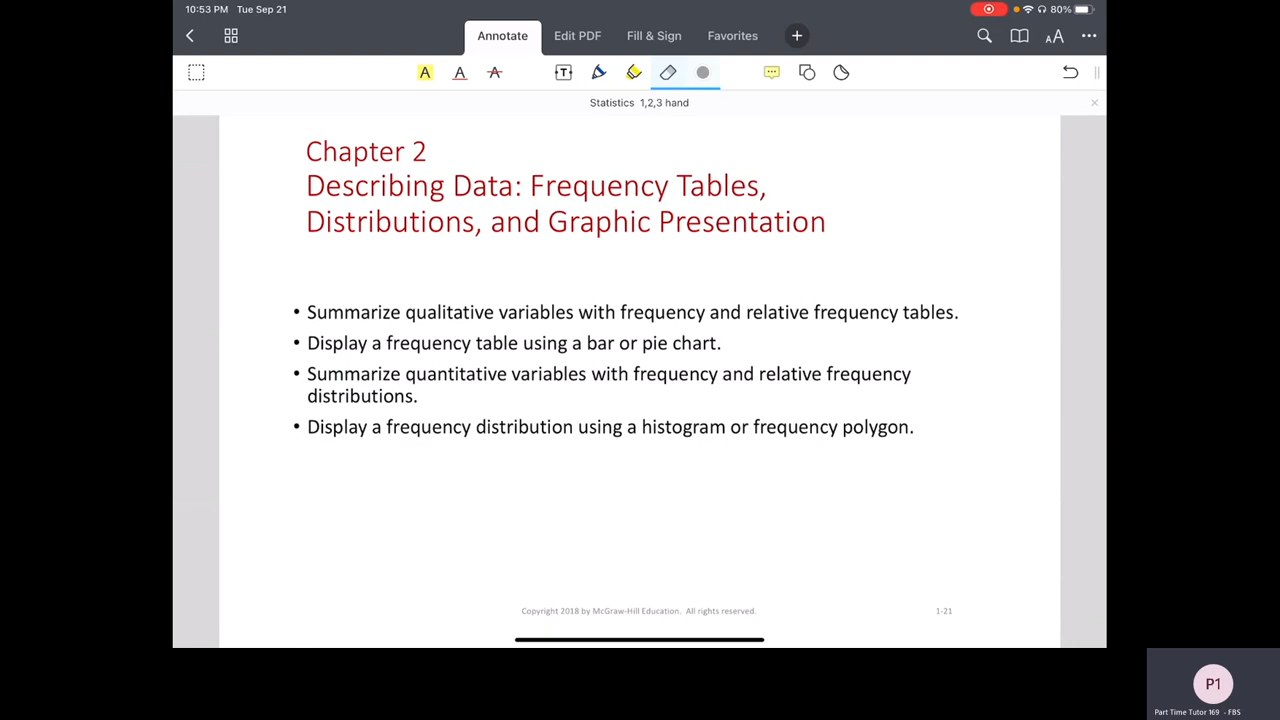 10:53 PM Tue Sep 21
80%
Annotate Edit PDF Fill & Sign Favorites
AA
A A A T
Statistics 1,2,3 hand
Chapter 2
Describing Data: Frequency Tables,
Distributions, and Graphic Presentation
• Summarize qualitative variables with frequency and relative frequency tables.
• Display a frequency table using a bar or pie chart.
• Summarize quantitative variables with frequency and relative frequency
distributions.
• Display a frequency distribution using a histogram or frequency polygon.
Copyright 2018 by McGraw-Hill Education. All rights reserved. 1-21
P1
Part Time Tutor 169 - FBS